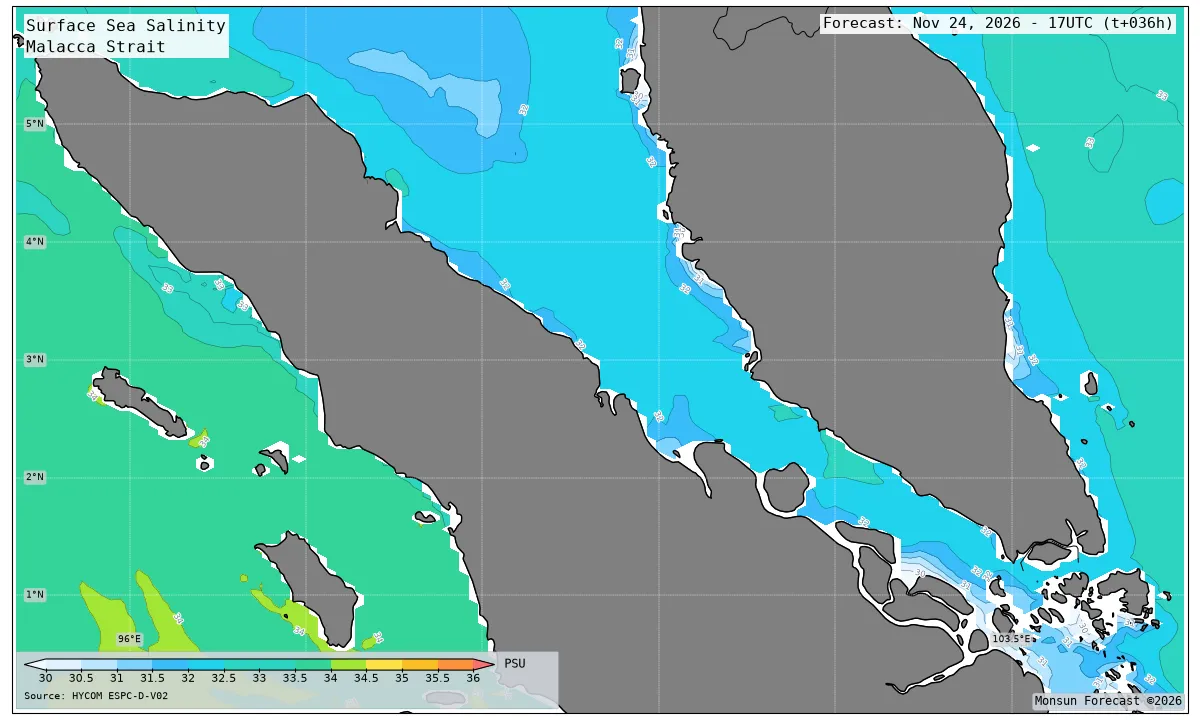 Surface Sea Salinity
Malacca Strait
Forecast: Nov 24, 2026 - 17UTC (t+036h)
5°N
4°N
3°N
2°N
1°N
96°E
103.5°E
30 30.5 31 31.5 32 32.5 33 33.5 34 34.5 35 35.5 36
PSU
Source: HYCOM ESPC-D-V02
Monsun Forecast ©2026